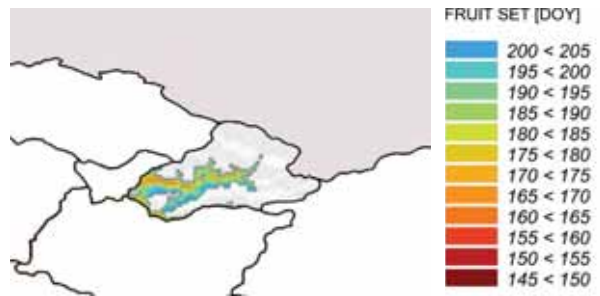 FRUIT SET [DOY]
200 < 205
195 < 200
190 < 195
185 < 190
180 < 185
175 < 180
170 < 175
165 < 170
160 < 165
155 < 160
150 < 155
145 < 150